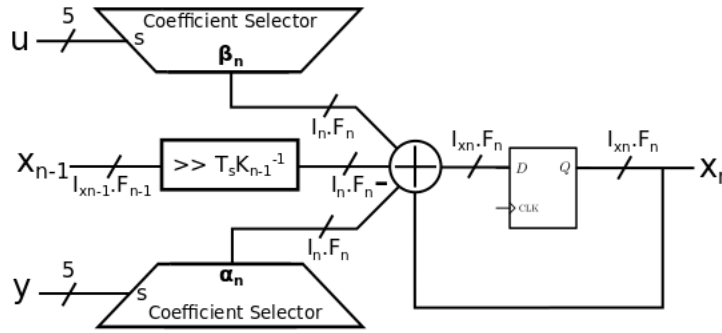 5
Coefficient Selector
u
s
βn
In.Fn
Ixn.Fn
Ixn.Fn
xn-1
>> TsKn-1-1
D
Q
xn
Ixn-1.Fn-1
In.Fn
-
CLK
In.Fn
5
αn
y
s
Coefficient Selector